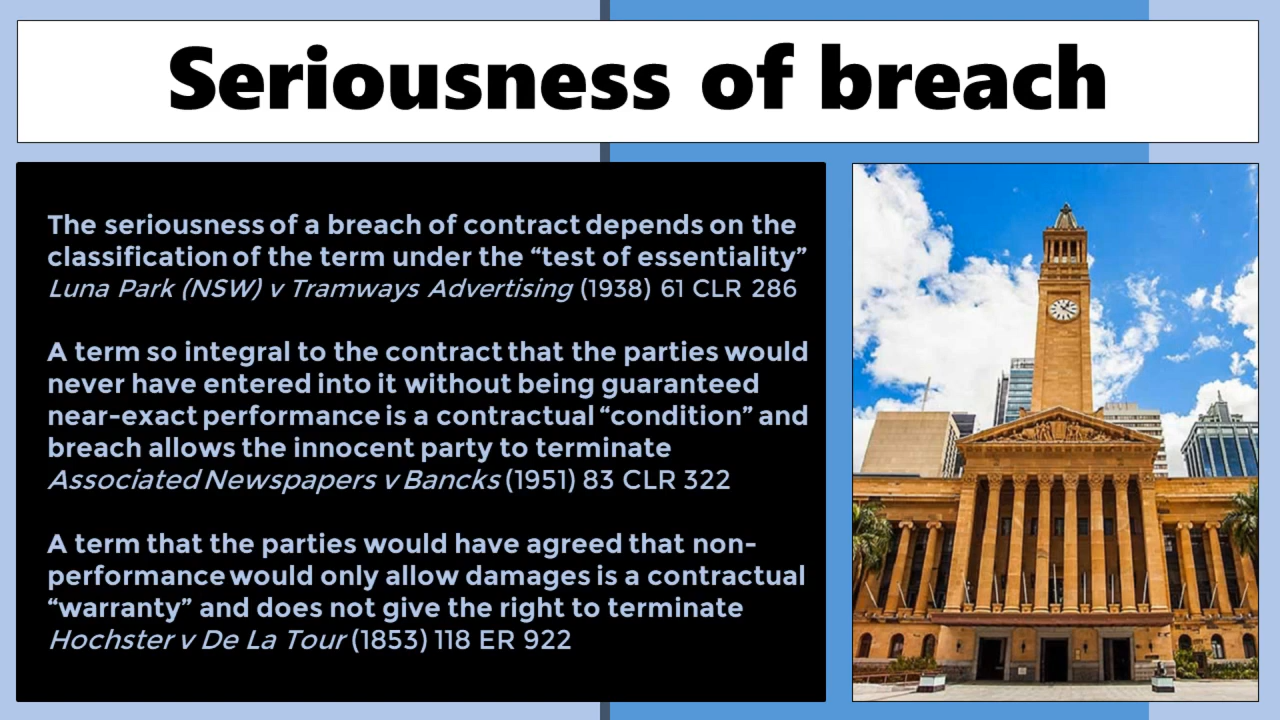 Seriousness of breach
The seriousness of a breach of contract depends on the
classification of the term under the “test of essentiality”
Luna Park (NSW) v Tramways Advertising (1938) 61 CLR 286
A term so integral to the contract that the parties would
never have entered into it without being guaranteed
near-exact performance is a contractual “condition” and
breach allows the innocent party to terminate
Associated Newspapers v Bancks (1951) 83 CLR 322
A term that the parties would have agreed that non-
performance would only allow damages is a contractual
“warranty” and does not give the right to terminate
Hochster v De La Tour (1853) 118 ER 922